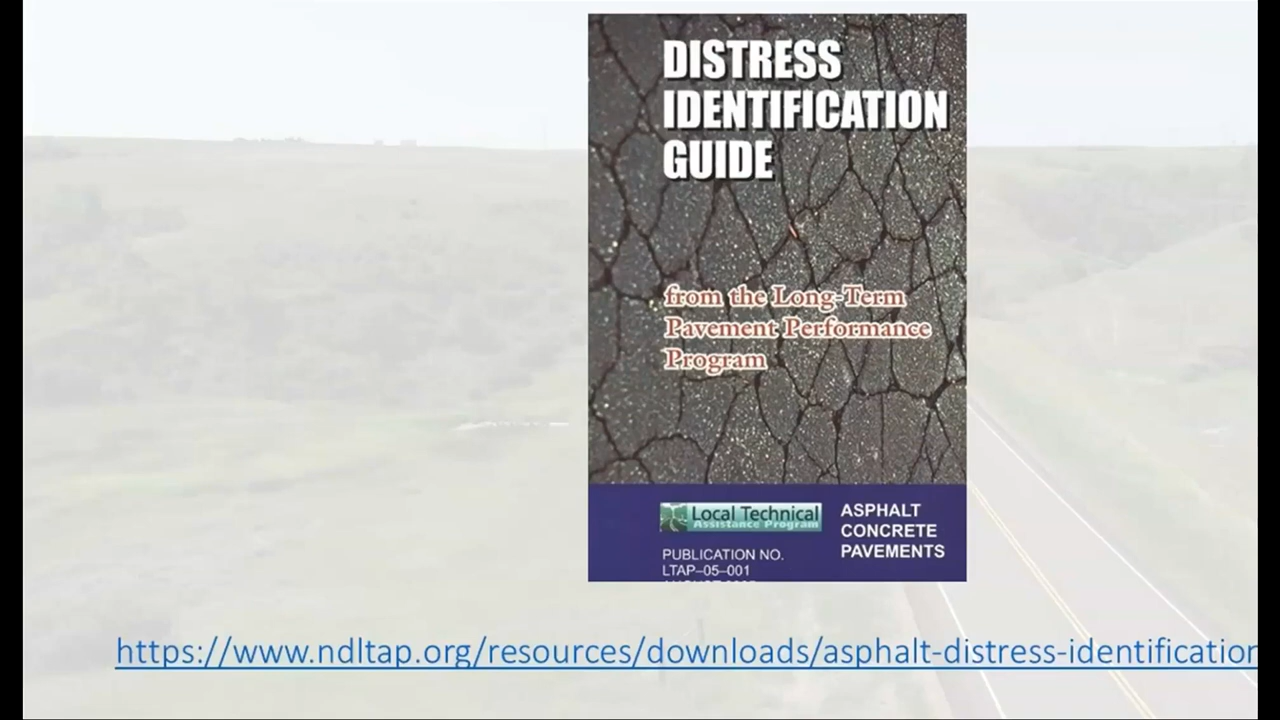 DISTRESS
IDENTIFICATION
GUIDE
from the Long-Term
Pavement Performance
Program
Local Technical
Assistance Program
ASPHALT
CONCRETE
PAVEMENTS
PUBLICATION NO.
LTAP–05–001
https://www.ndltap.org/resources/downloads/asphalt-distress-identification